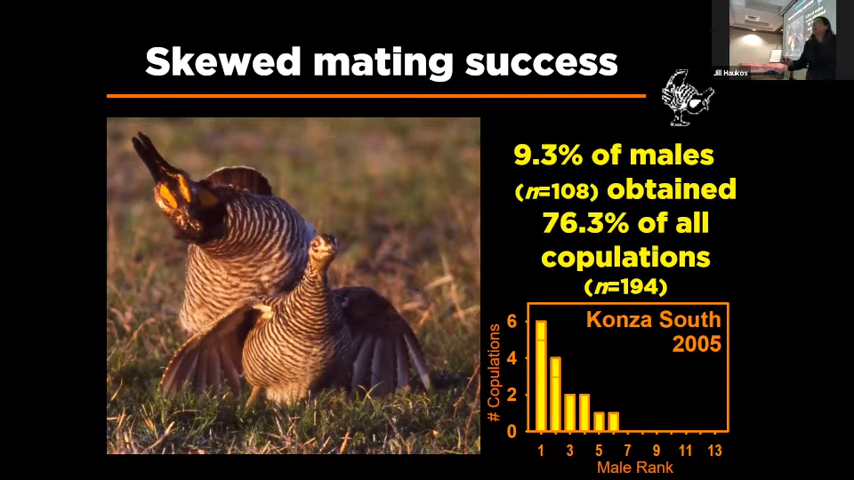 Skewed mating success
Jill Haukos
9.3% of males
(n=108) obtained
76.3% of all
copulations
(n=194)
Konza South
2005
# Copulations
6
4
2
0
1 3 5 7 9 11 13
Male Rank